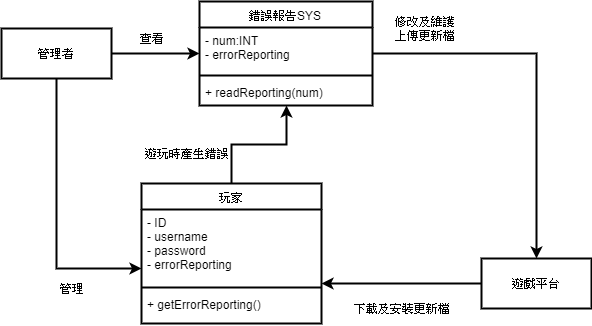 錯誤報告SYS
- num:INT
- errorReporting
+ readReporting(num)
管理者
查看
修改及維護
上傳更新檔
遊玩時產生錯誤
玩家
- ID
- username
- password
- errorReporting
+ getErrorReporting()
管理
遊戲平台
下載及安裝更新檔